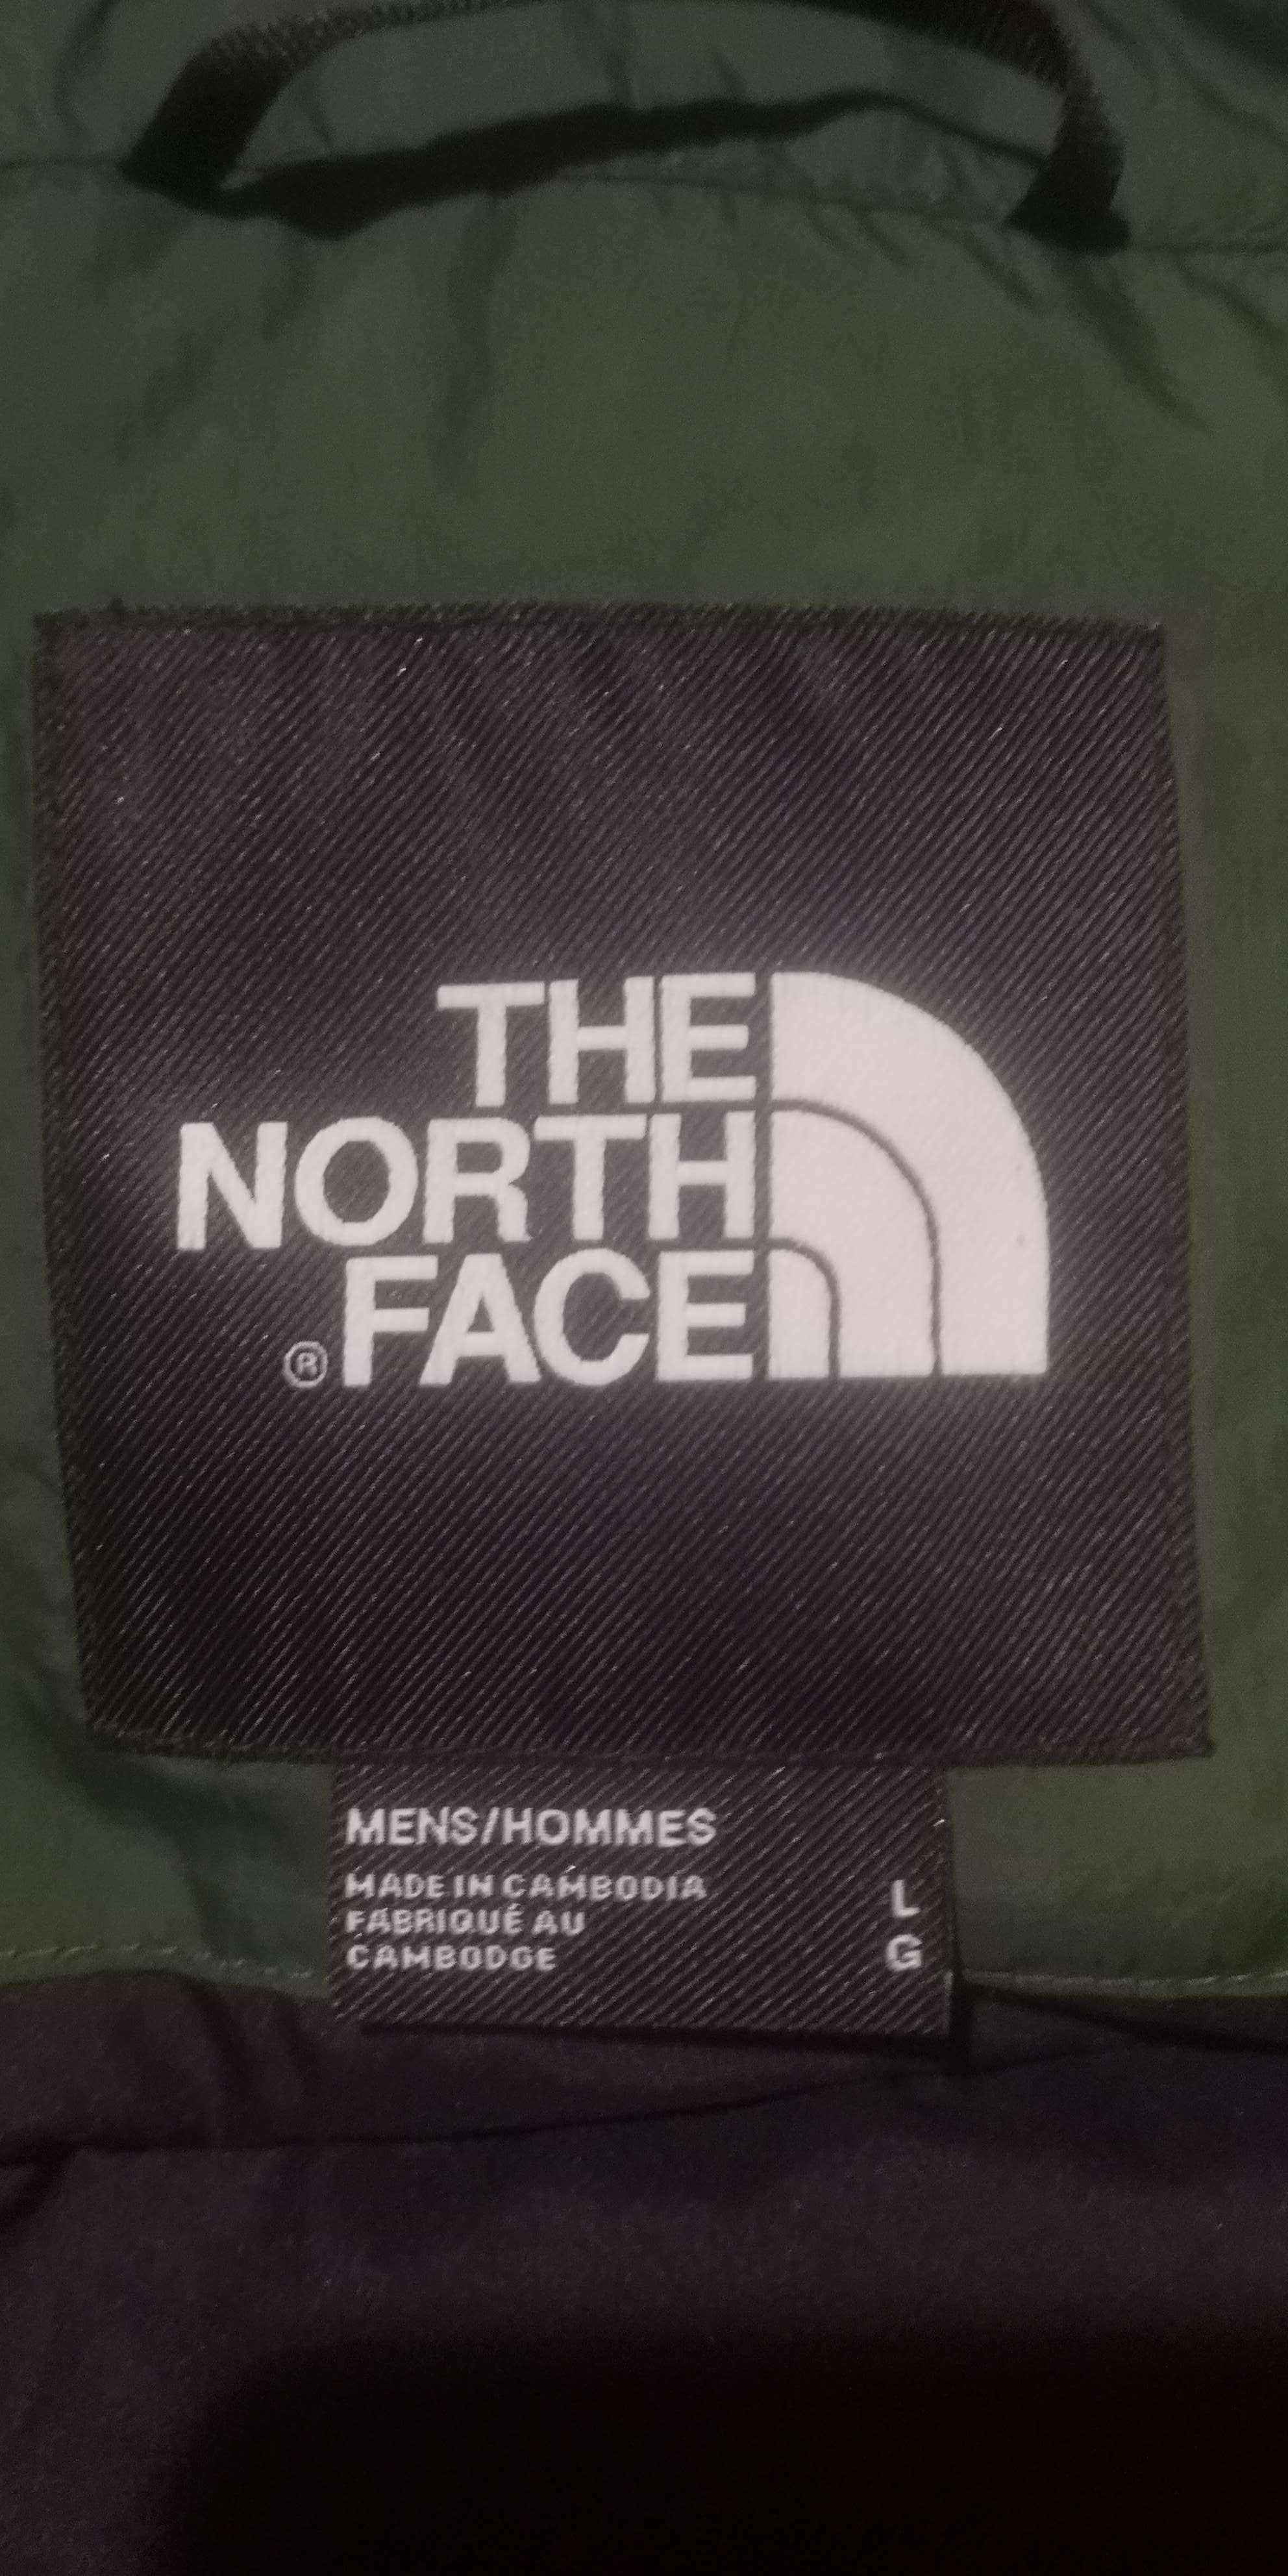 THE
NORTH
® FACE
MENS/HOMMES
MADE IN CAMBODIA
L
FABRIQUÉ AU
CAMBODGE
G